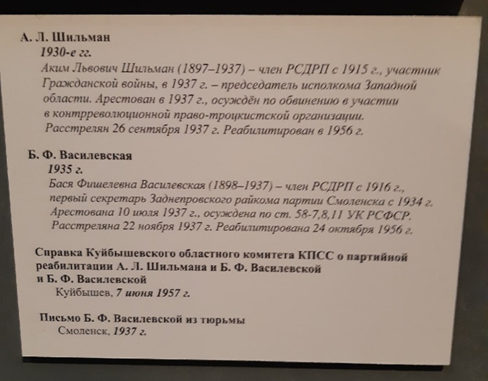 А. Л. Шильман
1930-е гг.
Аким Львович Шильман (1897–1937) – член РСДРП с 1915 г., участник
Гражданской войны, в 1937 г. – председатель исполкома Западной
области. Арестован в 1937 г., осуждён по обвинению в участии
в контрреволюционной право-троцкистской организации.
Расстрелян 26 сентября 1937 г. Реабилитирован в 1956 г.
Б. Ф. Василевская
1935 г.
Бася Фишелевна Василевская (1898–1937) – член РСДРП с 1916 г.,
первый секретарь Заднепровского райкома партии Смоленска с 1934 г.
Арестована 10 июля 1937 г., осуждена по ст. 58-7,8,11 УК РСФСР.
Расстреляна 22 ноября 1937 г. Реабилитирована 24 октября 1956 г.
Справка Куйбышевского областного комитета КПСС о партийной
реабилитации А. Л. Шильмана и Б. Ф. Василевской
и Б. Ф. Василевской
Куйбышев, 7 июня 1957 г.
Письмо Б. Ф. Василевской из тюрьмы
Смоленск, 1937 г.